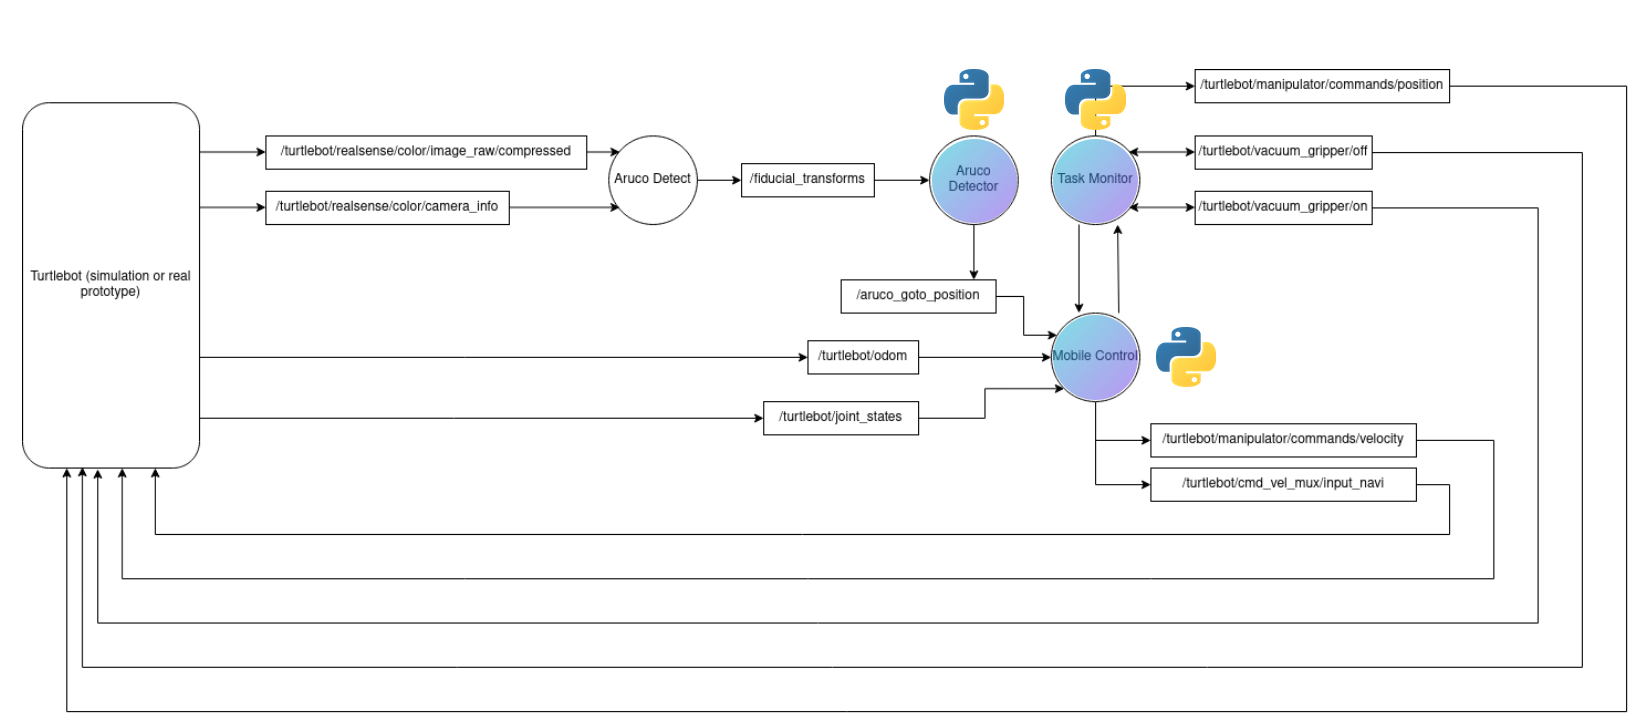 /turtlebot/manipulator/commands/position
/turtlebot/realsense/color/image_raw/compressed
/turtlebot/vacuum_gripper/off
Aruco Detect
/fiducial_transforms
Aruco
Detector
Task Monitor
/turtlebot/realsense/color/camera_info
/turtlebot/vacuum_gripper/on
Turtlebot (simulation or real
prototype)
/aruco_goto_position
/turtlebot/odom
Mobile Control
/turtlebot/joint_states
/turtlebot/manipulator/commands/velocity
/turtlebot/cmd_vel_mux/input_navi